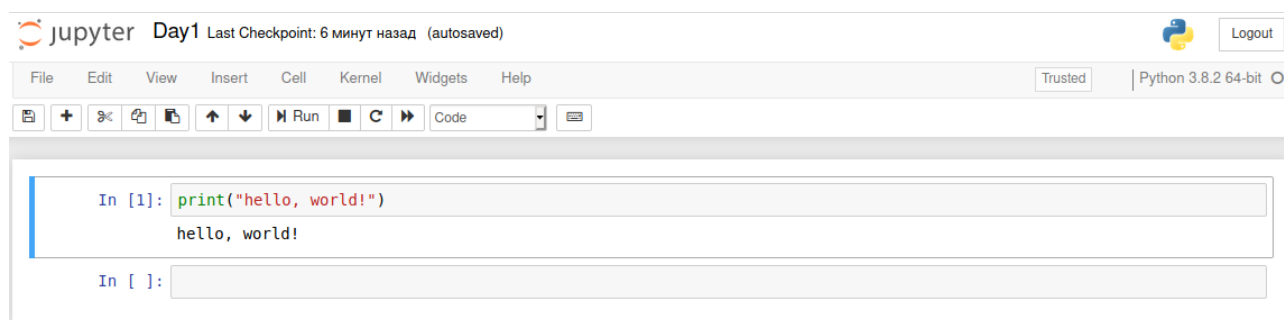 jupyter Day1 Last Checkpoint: 6 минут назад (autosaved) Logout
File Edit View Insert Cell Kernel Widgets Help Trusted Python 3.8.2 64-bit
Run Code
In [1]: print("hello, world!")
hello, world!
In [ ]: